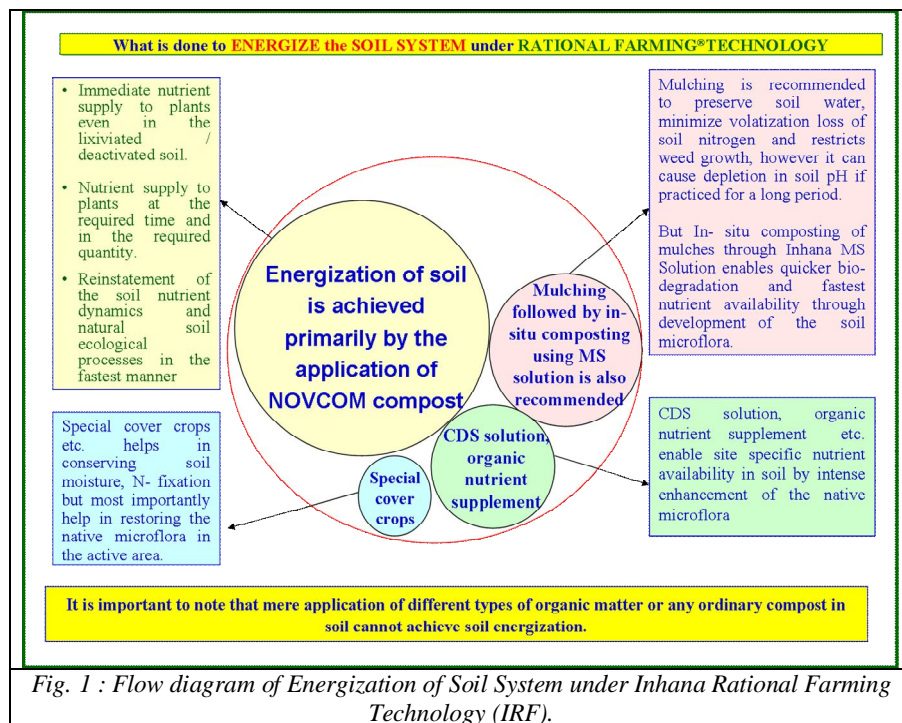 What is done to ENERGIZE the SOIL SYSTEM under RATIONAL FARMING®TECHNOLOGY
• Immediate nutrient
supply to plants
even in the
lixiviated /
deactivated soil.
• Nutrient supply to
plants at the
required time and
in the required
quantity.
• Reinstatement of
the soil nutrient
dynamics and
natural soil
ecological
processes in the
fastest manner
Special cover crops
etc. helps in
conserving soil
moisture, N- fixation
but most importantly
help in restoring the
native microflora in
the active area.
Energization of soil
is achieved
primarily by the
application of
NOVCOM compost
Mulching
followed by in-
situ composting
using MS
solution is also
recommended
CDS solution,
organic
nutrient
supplement
Special
cover
crops
Mulching is recommended
to preserve soil water,
minimize volatization loss of
soil nitrogen and restricts
weed growth, however it can
cause depletion in soil pH if
practiced for a long period.
But In- situ composting of
mulches through Inhana MS
Solution enables quicker bio-
degradation and fastest
nutrient availability through
development of the soil
microflora.
CDS solution, organic
nutrient supplement etc.
enable site specific nutrient
availability in soil by intense
enhancement of the native
microflora
It is important to note that mere application of different types of organic matter or any ordinary compost in
soil cannot achieve soil energization.
Fig. 1 : Flow diagram of Energization of Soil System under Inhana Rational Farming
Technology (IRF).